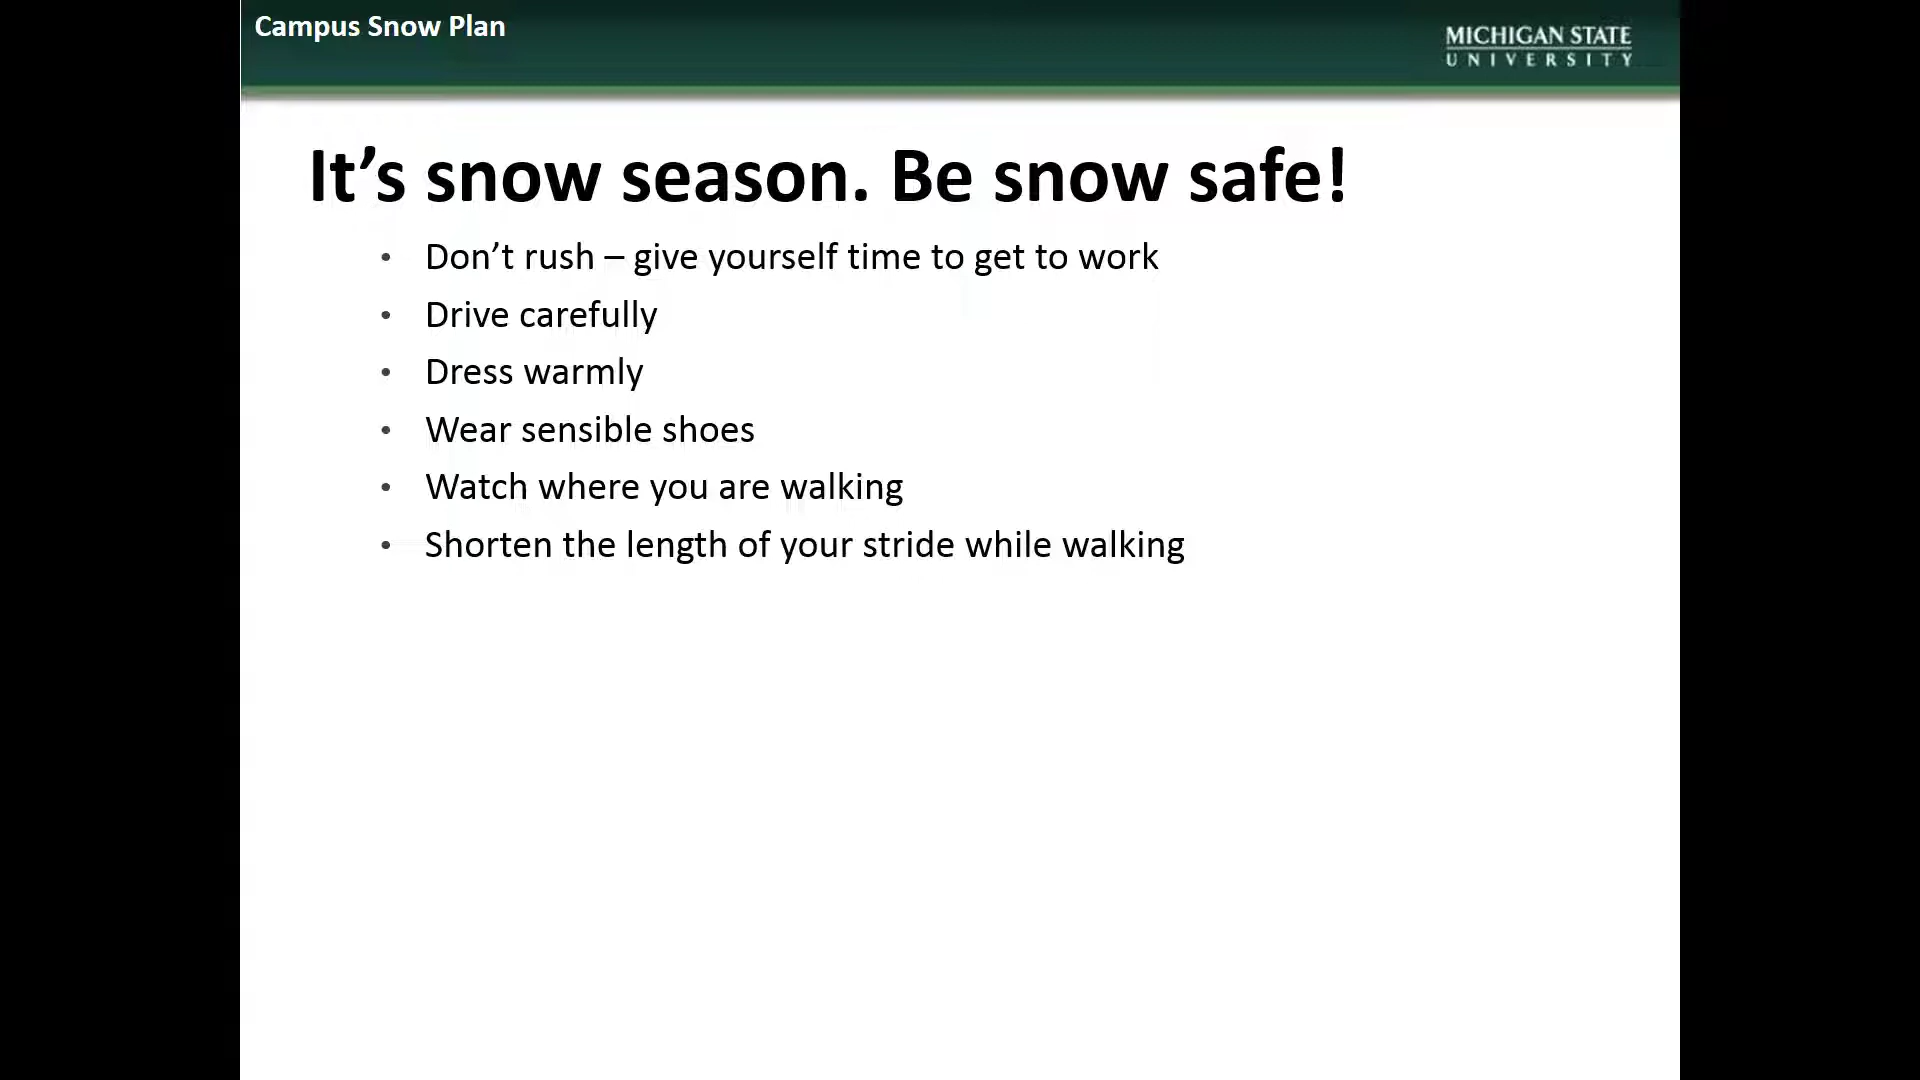 Campus Snow Plan
MICHIGAN STATE
UNIVERSITY
It’s snow season. Be snow safe!
• Don’t rush – give yourself time to get to work
• Drive carefully
• Dress warmly
• Wear sensible shoes
• Watch where you are walking
• Shorten the length of your stride while walking